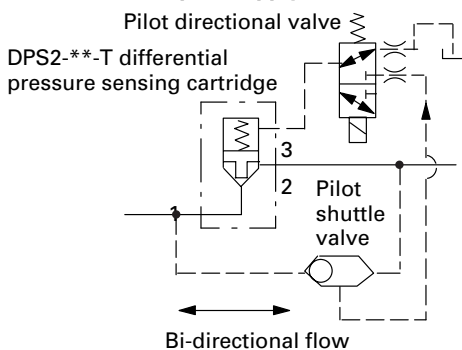 Pilot directional valve
DPS2-**-T differential
pressure sensing cartridge
3
2
Pilot
shuttle
valve
1
Bi-directional flow